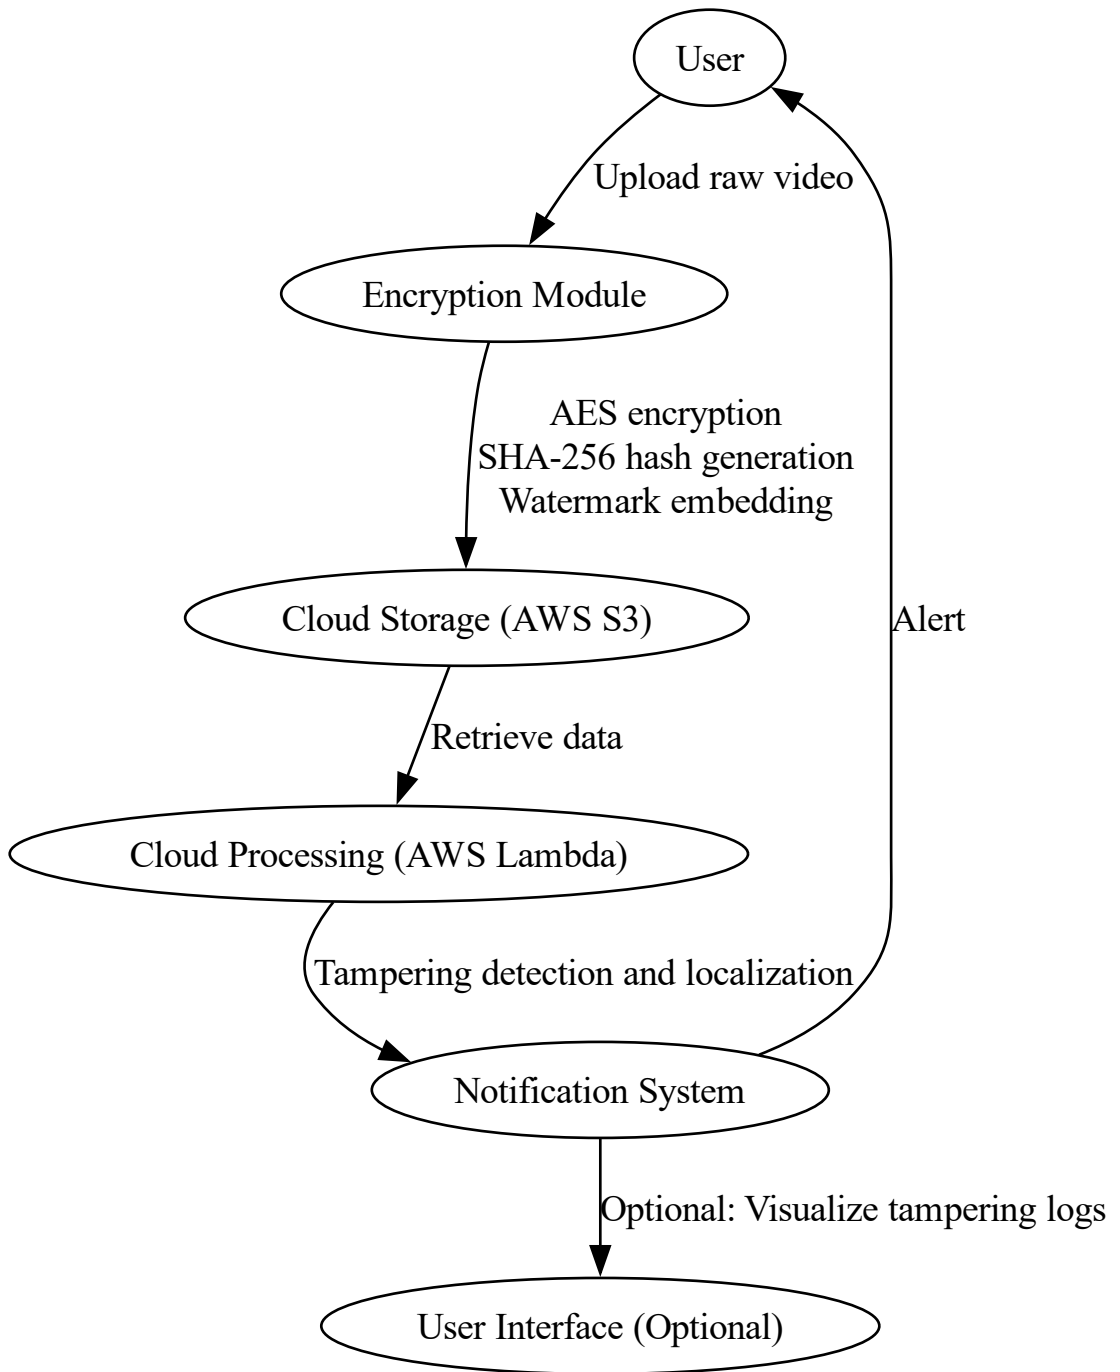 User
Upload raw video
Encryption Module
AES encryption
SHA-256 hash generation
Watermark embedding
Cloud Storage (AWS S3)
Alert
Retrieve data
Cloud Processing (AWS Lambda)
Tampering detection and localization
Notification System
Optional: Visualize tampering logs
User Interface (Optional)